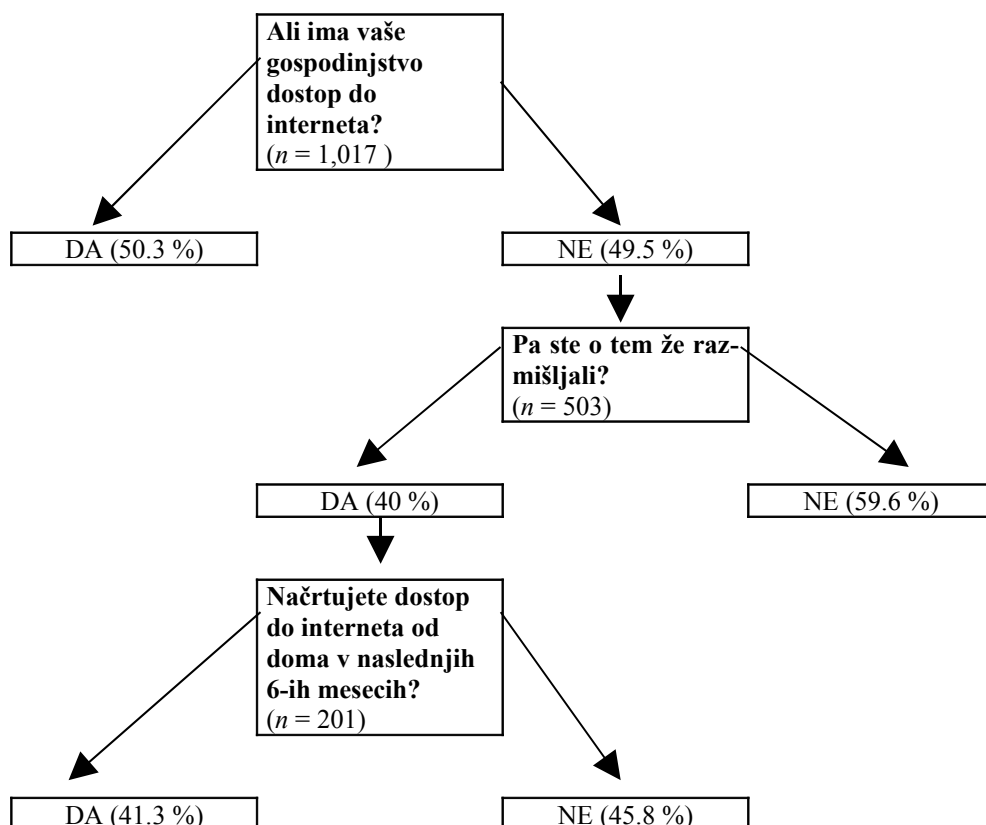 Ali ima vaše
gospodinjstvo
dostop do
interneta?
(n = 1,017 )
DA (50.3 %)
NE (49.5 %)
Pa ste o tem že raz-
mišljali?
(n = 503)
DA (40 %)
NE (59.6 %)
Načrtujete dostop
do interneta od
doma v naslednjih
6-ih mesecih?
(n = 201)
DA (41.3 %)
NE (45.8 %)